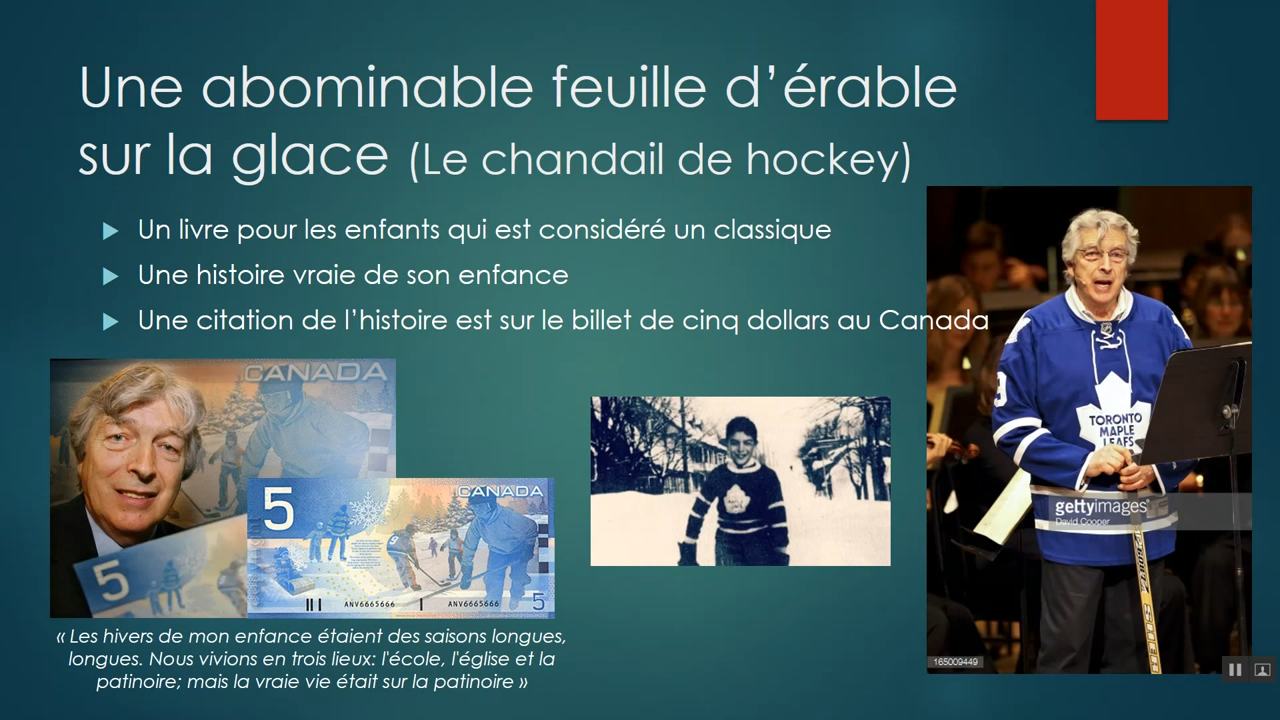 Une abominable feuille d’érable
sur la glace (Le chandail de hockey)
Un livre pour les enfants qui est considéré un classique
Une histoire vraie de son enfance
Une citation de l’histoire est sur le billet de cinq dollars au Canada
CANADA
5
5
CANADA
ANV6665666
ANV6665666
5
« Les hivers de mon enfance étaient des saisons longues,
longues. Nous vivions en trois lieux: l'école, l'église et la
patinoire; mais la vraie vie était sur la patinoire »
9
TORONTO
MAPLE
LEAFS
gettyimages
David Cooper
165009449